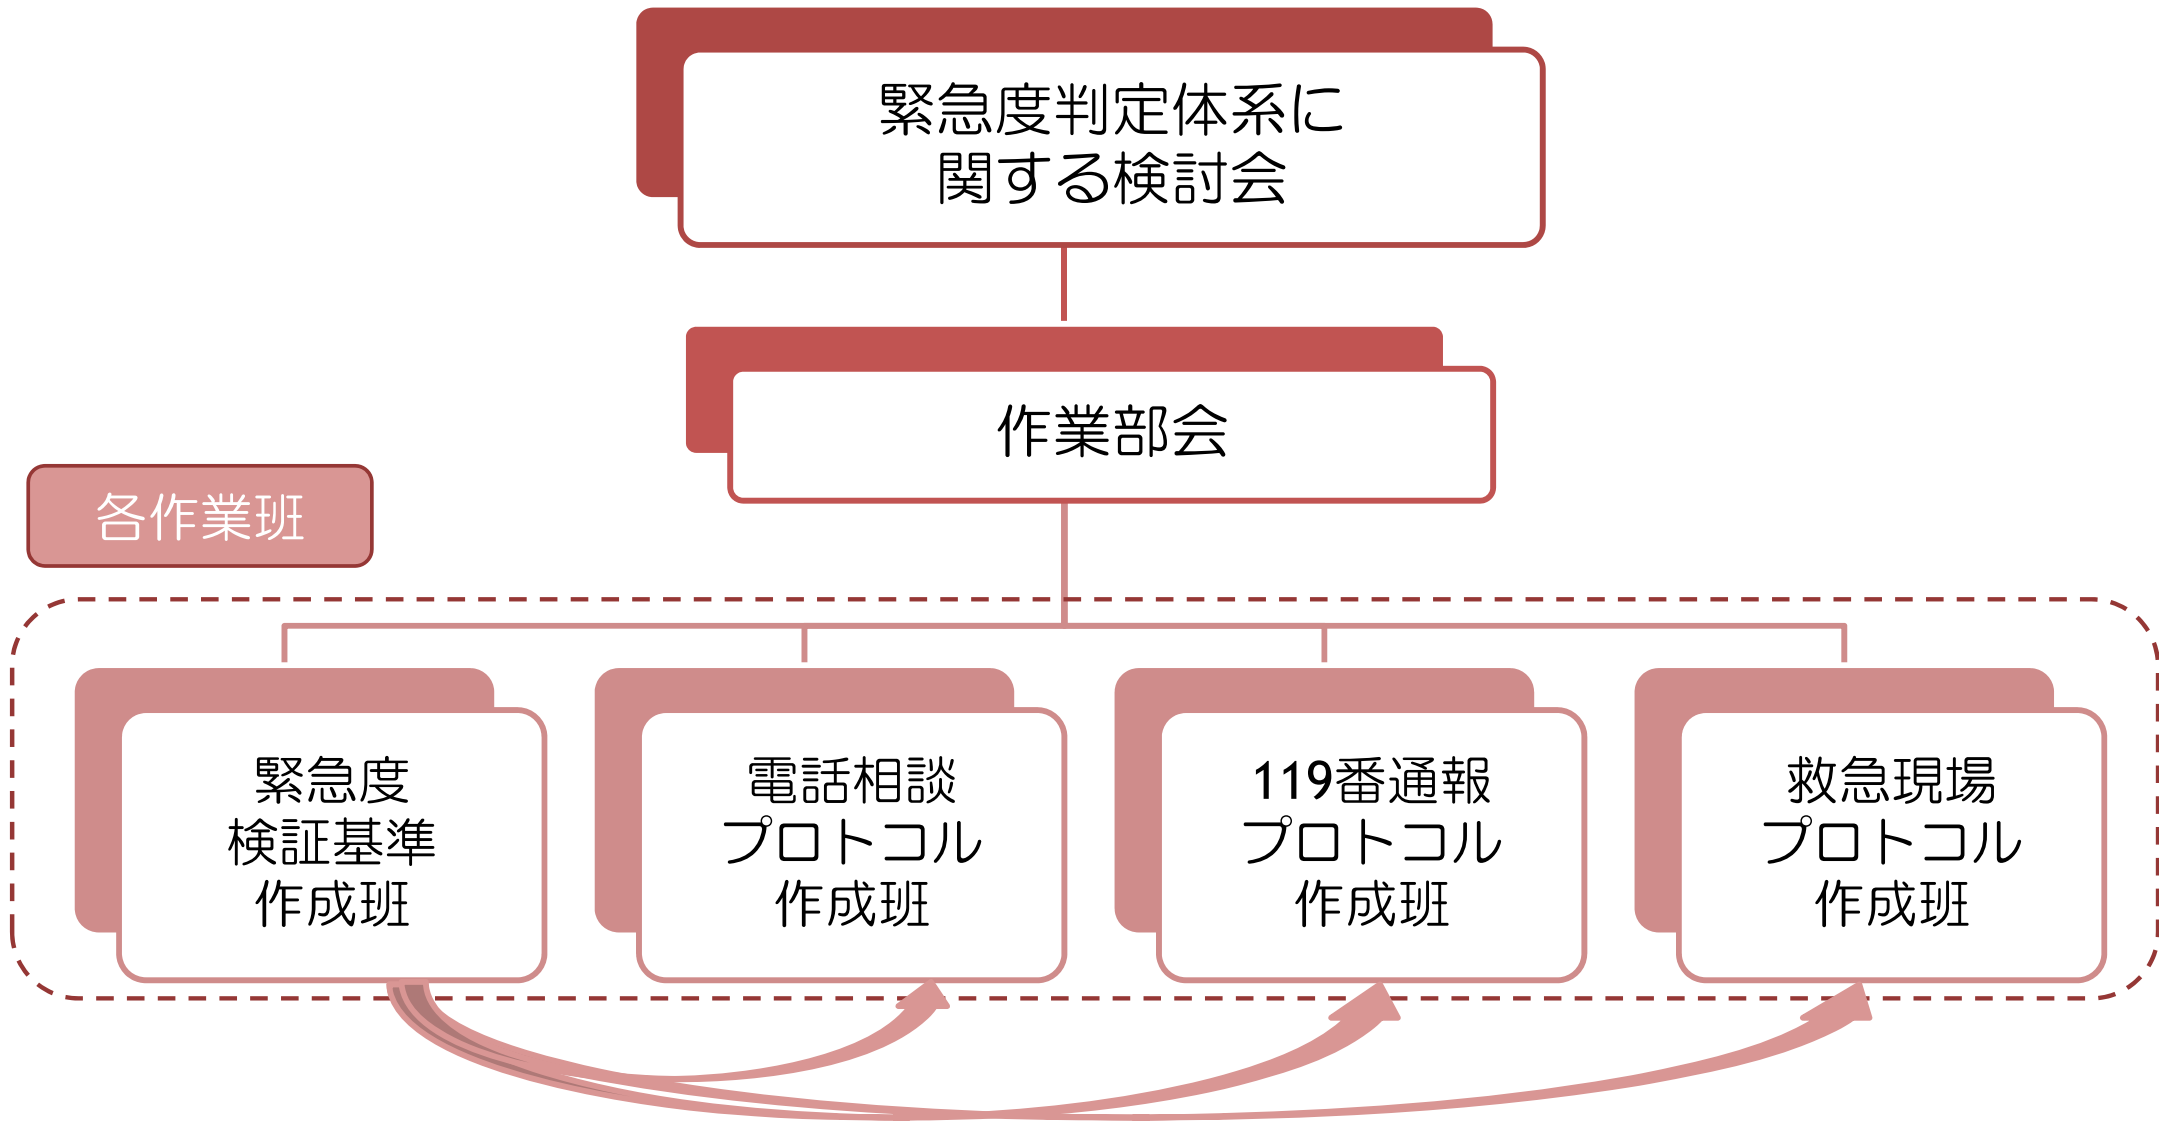 緊急度判定体系に
関する検討会
作業部会
各作業班
緊急度
検証基準
作成班
電話相談
プロトコル
作成班
119番通報
プロトコル
作成班
救急現場
プロトコル
作成班